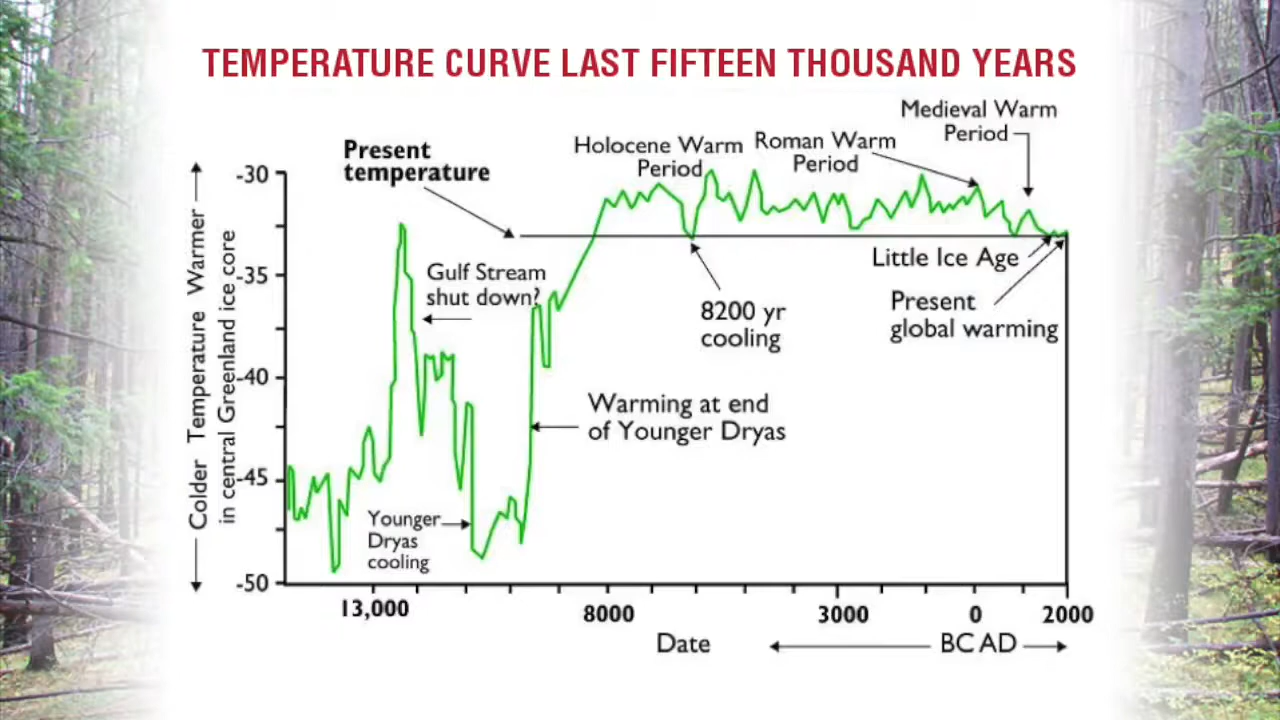 TEMPERATURE CURVE LAST FIFTEEN THOUSAND YEARS
Medieval Warm
Period
Holocene Warm
Period
Roman Warm
Period
Present
temperature
-30
-35
-40
-45
-50
Colder Temperature Warmer
in central Greenland ice core
Gulf Stream
shut down?
Little Ice Age
8200 yr
cooling
Present
global warming
Warming at end
of Younger Dryas
Younger
Dryas
cooling
13,000
8000
3000
0
2000
Date
BC AD